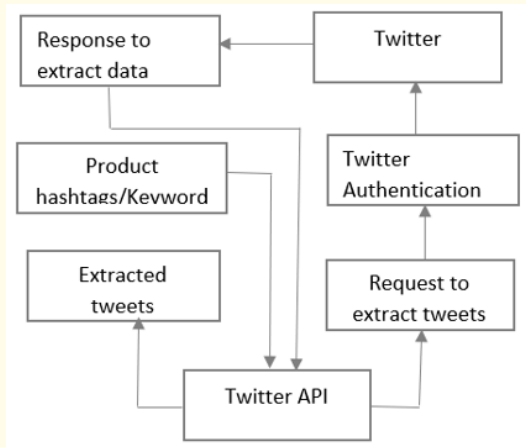 Response to
extract data
Twitter
Product
hashtags/Keyword
Twitter
Authentication
Extracted
tweets
Request to
extract tweets
Twitter API